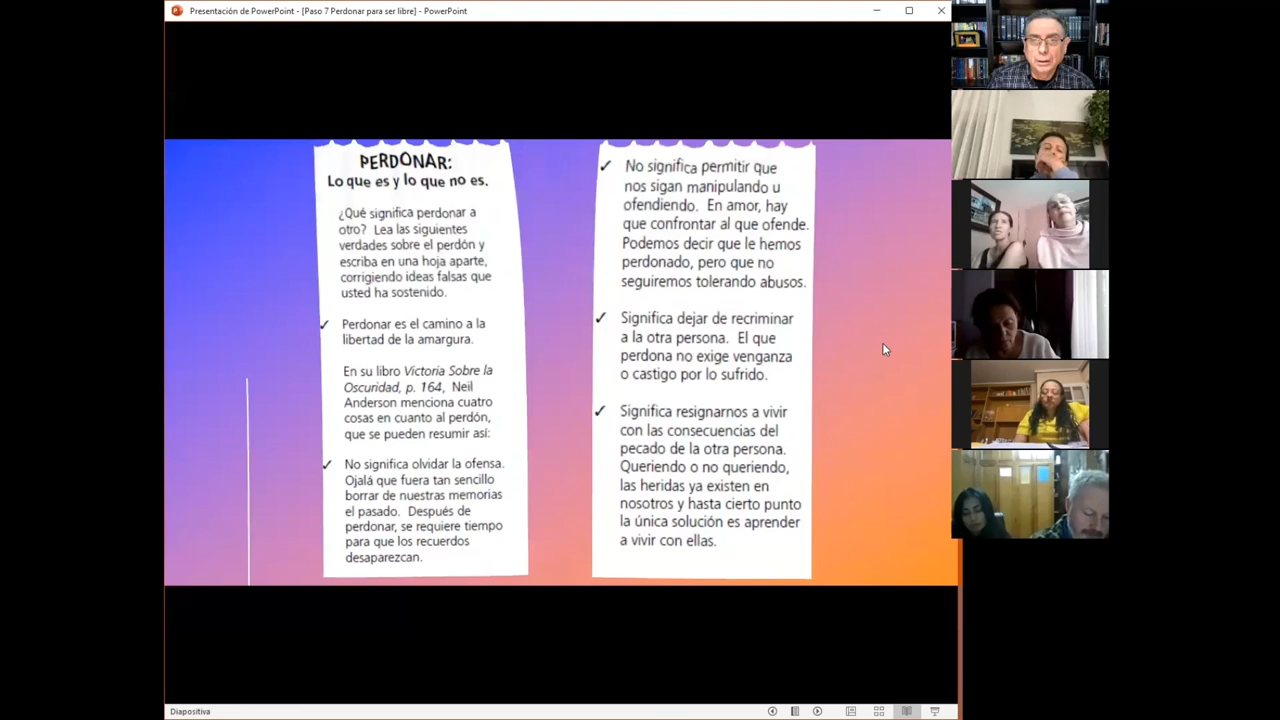 Presentación de PowerPoint - [Paso 7 Perdonar para ser libre] - PowerPoint
PERDONAR:
Lo que es y lo que no es.
¿Qué significa perdonar a
otro? Lea las siguientes
verdades sobre el perdón y
escriba en una hoja aparte,
corrigiendo ideas falsas que
usted ha sostenido.
✓ Perdonar es el camino a la
libertad de la amargura.
En su libro Victoria Sobre la
Oscuridad, p. 164, Neil
Anderson menciona cuatro
cosas en cuanto al perdón,
que se pueden resumir así:
✓ No significa olvidar la ofensa.
Ojalá que fuera tan sencillo
borrar de nuestras memorias
el pasado. Después de
perdonar, se requiere tiempo
para que los recuerdos
desaparezcan.
✓ No significa permitir que
nos sigan manipulando u
ofendiendo. En amor, hay
que confrontar al que ofende.
Podemos decir que le hemos
perdonado, pero que no
seguiremos tolerando abusos.
✓ Significa dejar de recriminar
a la otra persona. El que
perdona no exige venganza
o castigo por lo sufrido.
✓ Significa resignarnos a vivir
con las consecuencias del
pecado de la otra persona.
Queriendo o no queriendo,
las heridas ya existen en
nosotros y hasta cierto punto
la única solución es aprender
a vivir con ellas.
Diapositiva